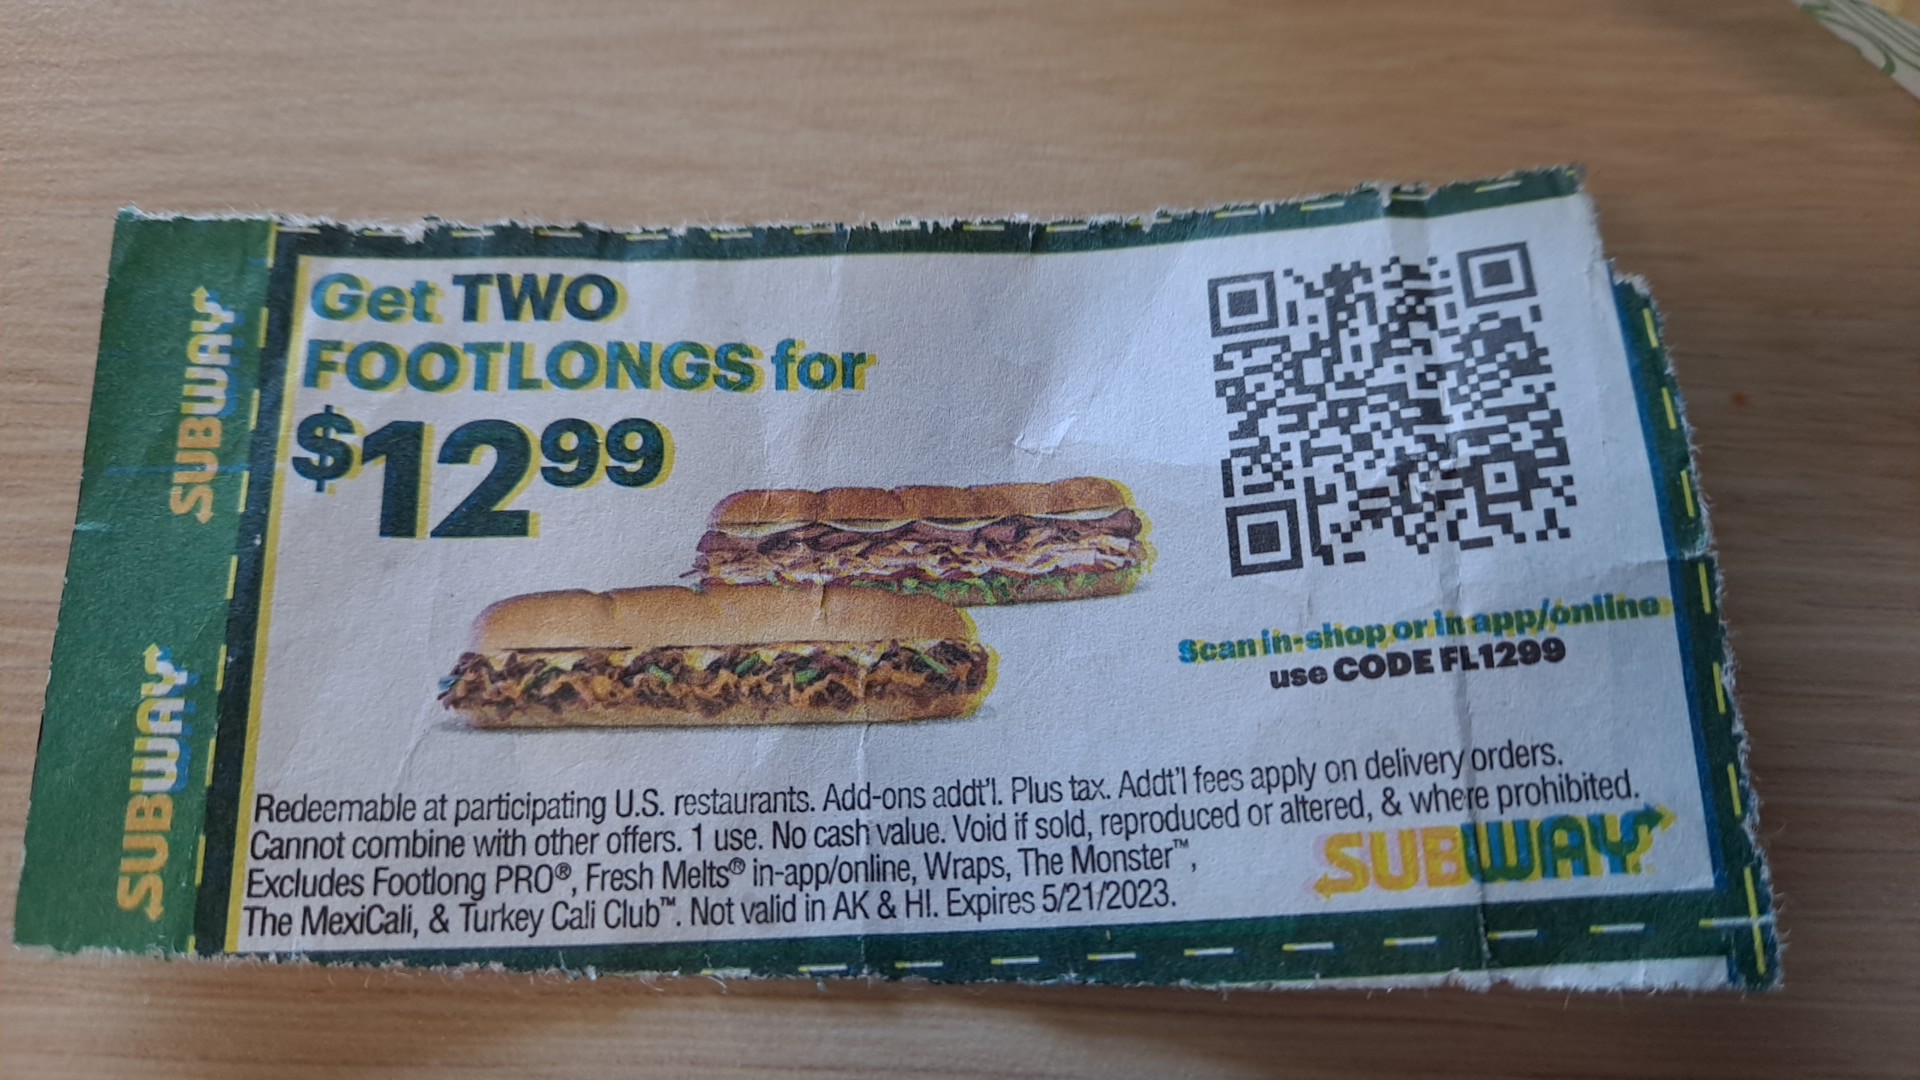 SUBWAY
SUBWAY
Get TWO
FOOTLONGS for
$12 99
Scan in-shop or in app/online
use CODE FL1299
Redeemable at participating U.S. restaurants. Add-ons addt'l. Plus tax. Addt'l fees apply on delivery orders.
Cannot combine with other offers. 1 use. No cash value. Void if sold, reproduced or altered, & where prohibited.
Excludes Footlong PRO®, Fresh Melts® in-app/online, Wraps, The Monster™,
The MexiCali, & Turkey Cali Club™. Not valid in AK & HI. Expires 5/21/2023.
SUBWAY